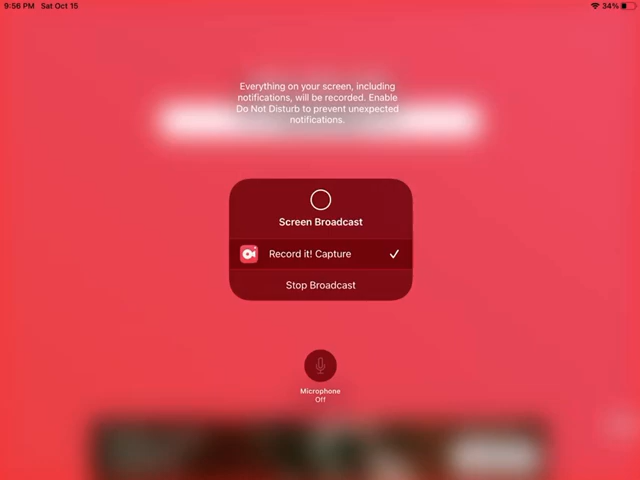 9:56 PM Sat Oct 15 34%
Everything on your screen, including
notifications, will be recorded. Enable
Do Not Disturb to prevent unexpected
notifications.
Screen Broadcast
Record it! Capture
Stop Broadcast
Microphone
Off